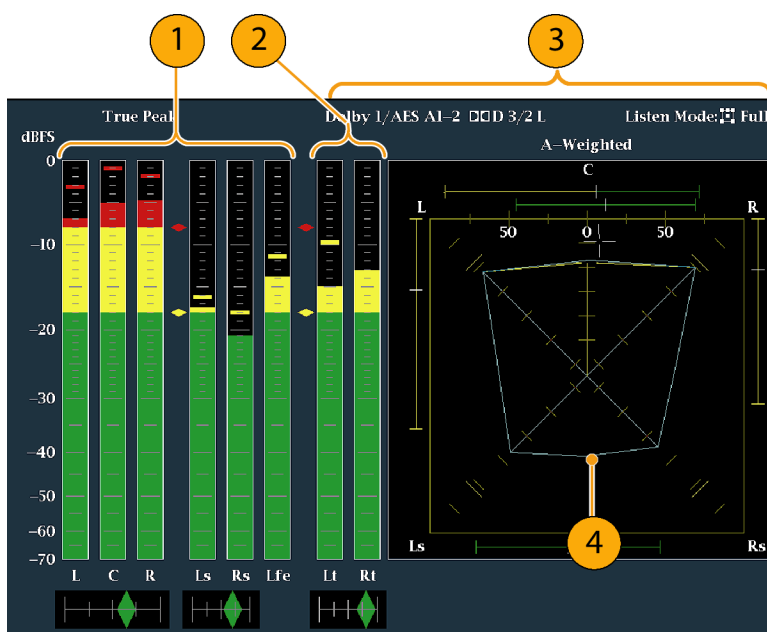 1
2
3
True Peak
Dolby 1/AES A1-2 D 3/2 L
Listen Mode: Full
dBFS
A-Weighted
0
-10
-20
-30
-40
-50
-60
-70
C
L
R
50
0
50
Ls
Rs
4
L
C
R
Ls
Rs
Lfe
Lt
Rt